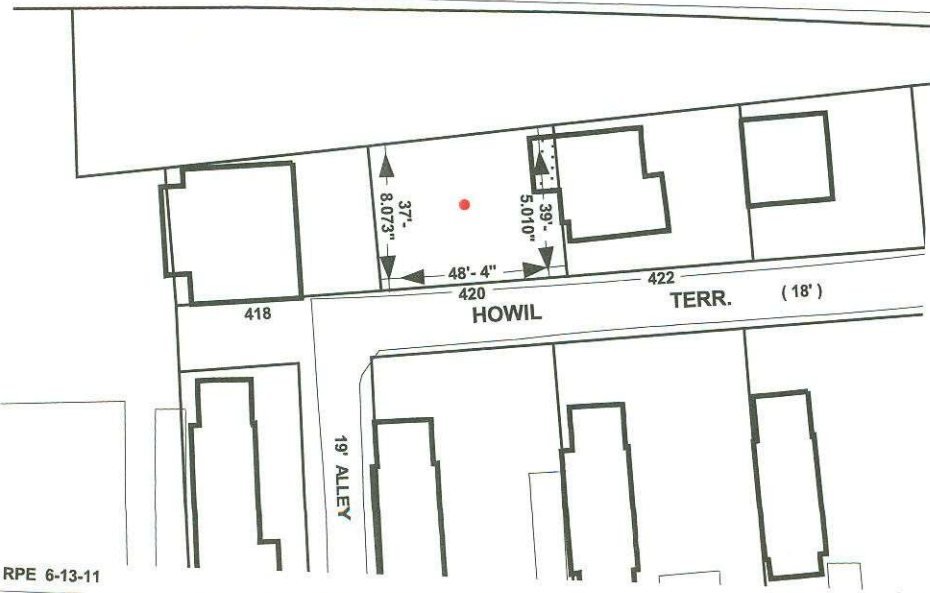 37'-
8.073"
39'-
5.010"
48'- 4"
420
422
418
HOWIL TERR. ( 18' )
19' ALLEY
RPE 6-13-11